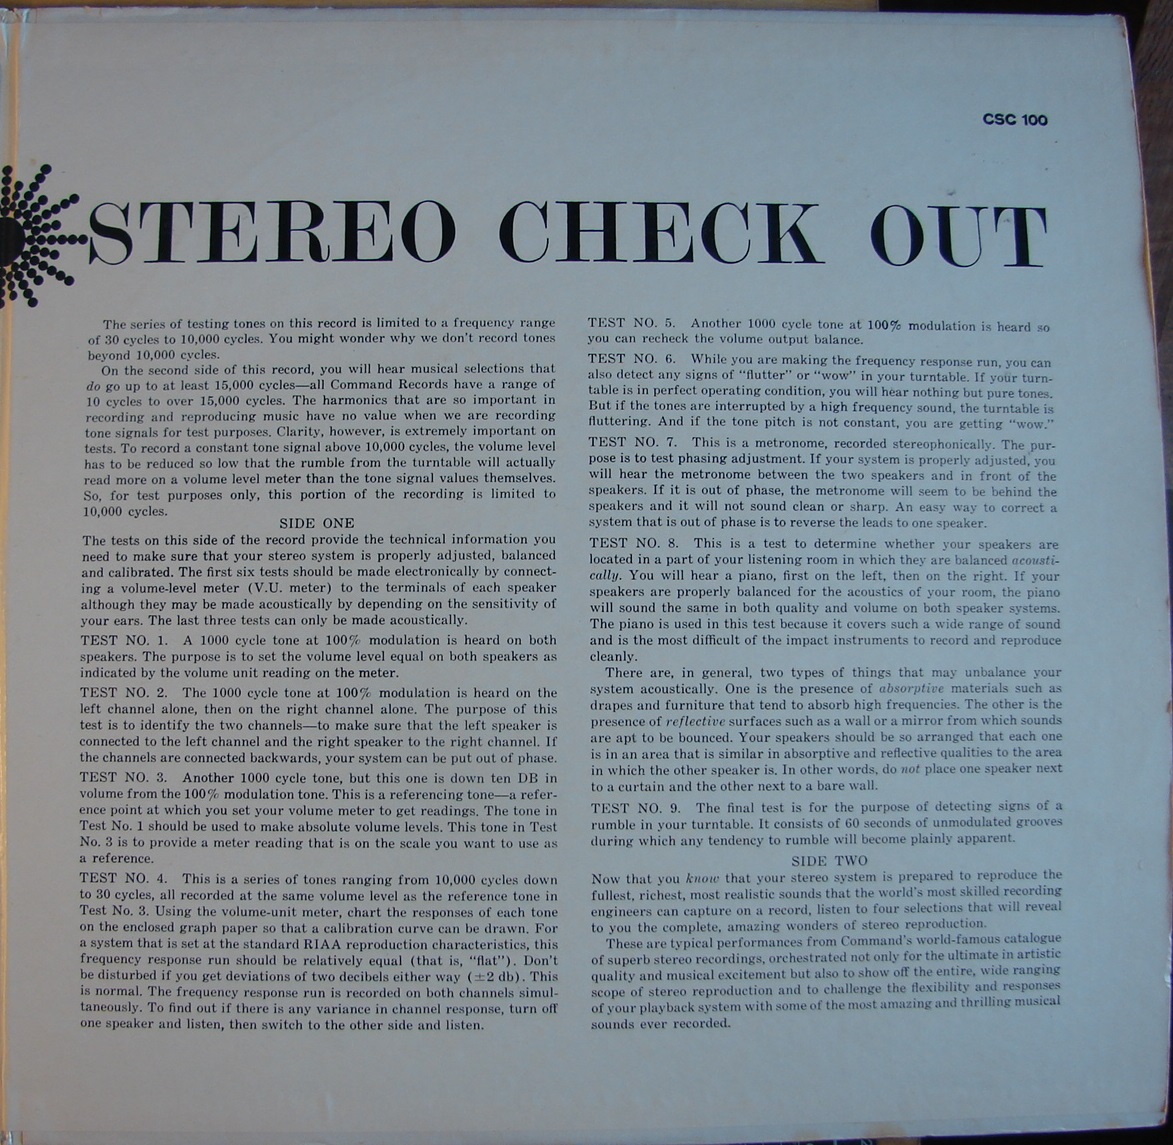 CSC 100
STEREO CHECK OUT
The series of testing tones on this record is limited to a frequency range
of 30 cycles to 10,000 cycles. You might wonder why we don't record tones
beyond 10,000 cycles.
On the second side of this record, you will hear musical selections that
do go up to at least 15,000 cycles—all Command Records have a range of
10 cycles to over 15,000 cycles. The harmonics that are so important in
recording and reproducing music have no value when we are recording
tone signals for test purposes. Clarity, however, is extremely important on
tests. To record a constant tone signal above 10,000 cycles, the volume level
has to be reduced so low that the rumble from the turntable will actually
read more on a volume level meter than the tone signal values themselves.
So, for test purposes only, this portion of the recording is limited to
10,000 cycles.
SIDE ONE
The tests on this side of the record provide the technical information you
need to make sure that your stereo system is properly adjusted, balanced
and calibrated. The first six tests should be made electronically by connect-
ing a volume-level meter (V.U. meter) to the terminals of each speaker
although they may be made acoustically by depending on the sensitivity of
your ears. The last three tests can only be made acoustically.
TEST NO. 1. A 1000 cycle tone at 100% modulation is heard on both
speakers. The purpose is to set the volume level equal on both speakers as
indicated by the volume unit reading on the meter.
TEST NO. 2. The 1000 cycle tone at 100% modulation is heard on the
left channel alone, then on the right channel alone. The purpose of this
test is to identify the two channels—to make sure that the left speaker is
connected to the left channel and the right speaker to the right channel. If
the channels are connected backwards, your system can be put out of phase.
TEST NO. 3. Another 1000 cycle tone, but this one is down ten DB in
volume from the 100% modulation tone. This is a referencing tone—a refer-
ence point at which you set your volume meter to get readings. The tone in
Test No. 1 should be used to make absolute volume levels. This tone in Test
No. 3 is to provide a meter reading that is on the scale you want to use as
a reference.
TEST NO. 4. This is a series of tones ranging from 10,000 cycles down
to 30 cycles, all recorded at the same volume level as the reference tone in
Test No. 3. Using the volume-unit meter, chart the responses of each tone
on the enclosed graph paper so that a calibration curve can be drawn. For
a system that is set at the standard RIAA reproduction characteristics, this
frequency response run should be relatively equal (that is, “flat”). Don't
be disturbed if you get deviations of two decibels either way (±2 db). This
is normal. The frequency response run is recorded on both channels simul-
taneously. To find out if there is any variance in channel response, turn off
one speaker and listen, then switch to the other side and listen.
TEST NO. 5. Another 1000 cycle tone at 100% modulation is heard so
you can recheck the volume output balance.
TEST NO. 6. While you are making the frequency response run, you can
also detect any signs of “flutter” or “wow” in your turntable. If your turn-
table is in perfect operating condition, you will hear nothing but pure tones.
But if the tones are interrupted by a high frequency sound, the turntable is
fluttering. And if the tone pitch is not constant, you are getting “wow.”
TEST NO. 7. This is a metronome, recorded stereophonically. The pur-
pose is to test phasing adjustment. If your system is properly adjusted, you
will hear the metronome between the two speakers and in front of the
speakers. If it is out of phase, the metronome will seem to be behind the
speakers and it will not sound clean or sharp. An easy way to correct a
system that is out of phase is to reverse the leads to one speaker.
TEST NO. 8. This is a test to determine whether your speakers are
located in a part of your listening room in which they are balanced acousti-
cally. You will hear a piano, first on the left, then on the right. If your
speakers are properly balanced for the acoustics of your room, the piano
will sound the same in both quality and volume on both speaker systems.
The piano is used in this test because it covers such a wide range of sound
and is the most difficult of the impact instruments to record and reproduce
cleanly.
There are, in general, two types of things that may unbalance your
system acoustically. One is the presence of absorptive materials such as
drapes and furniture that tend to absorb high frequencies. The other is the
presence of reflective surfaces such as a wall or a mirror from which sounds
are apt to be bounced. Your speakers should be so arranged that each one
is in an area that is similar in absorptive and reflective qualities to the area
in which the other speaker is. In other words, do not place one speaker next
to a curtain and the other next to a bare wall.
TEST NO. 9. The final test is for the purpose of detecting signs of a
rumble in your turntable. It consists of 60 seconds of unmodulated grooves
during which any tendency to rumble will become plainly apparent.
SIDE TWO
Now that you know that your stereo system is prepared to reproduce the
fullest, richest, most realistic sounds that the world's most skilled recording
engineers can capture on a record, listen to four selections that will reveal
to you the complete, amazing wonders of stereo reproduction.
These are typical performances from Command's world-famous catalogue
of superb stereo recordings, orchestrated not only for the ultimate in artistic
quality and musical excitement but also to show off the entire, wide ranging
scope of stereo reproduction and to challenge the flexibility and responses
of your playback system with some of the most amazing and thrilling musical
sounds ever recorded.